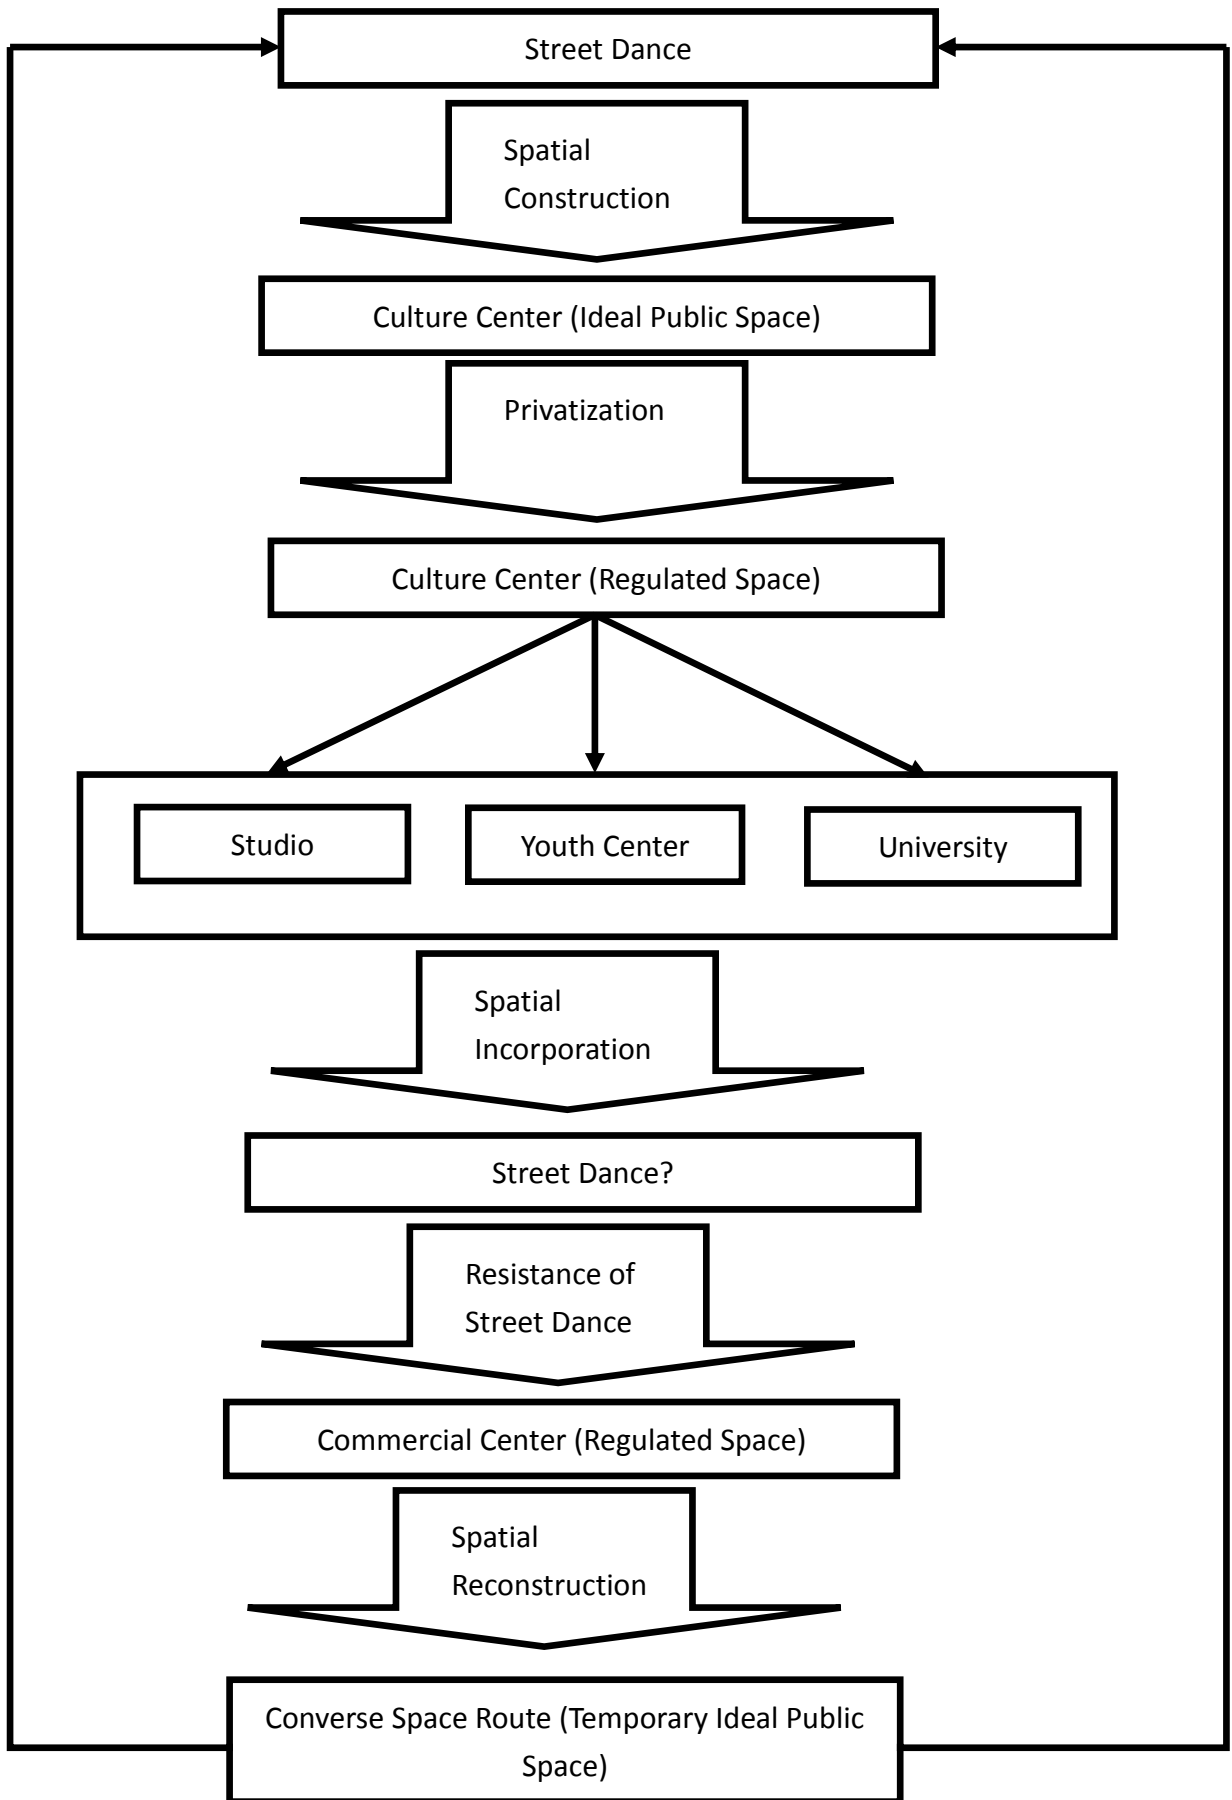 Street Dance
Spatial
Construction
Culture Center (Ideal Public Space)
Privatization
Culture Center (Regulated Space)
Studio
Youth Center
University
Spatial
Incorporation
Street Dance?
Resistance of
Street Dance
Commercial Center (Regulated Space)
Spatial
Reconstruction
Converse Space Route (Temporary Ideal Public
Space)